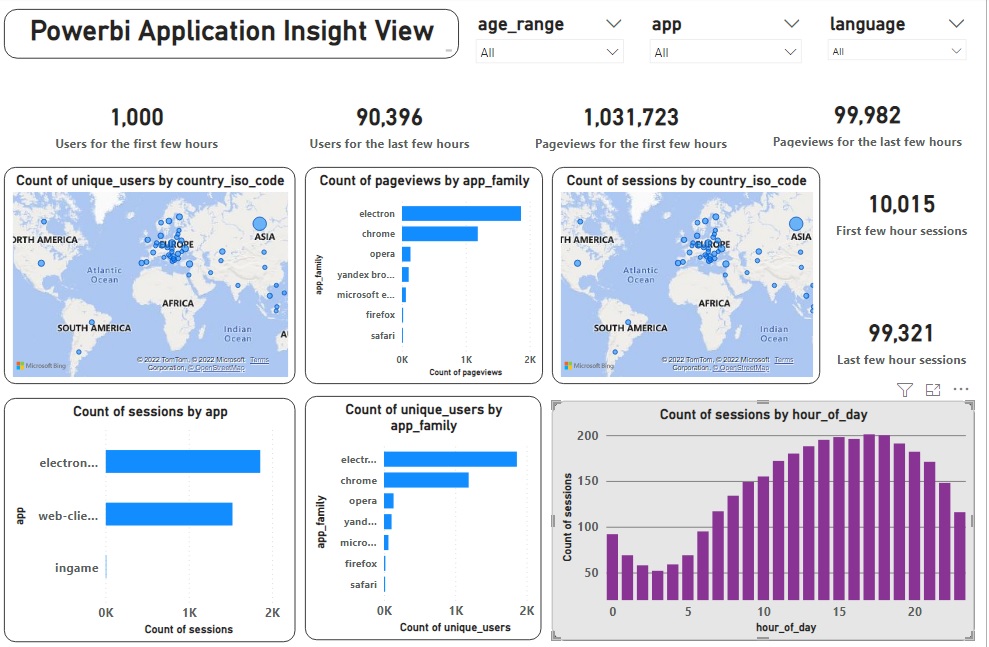 Powerbi Application Insight View
age_range
All
app
All
language
All
1,000
Users for the first few hours
90,396
Users for the last few hours
1,031,723
Pageviews for the first few hours
99,982
Pageviews for the last few hours
Count of unique_users by country_iso_code
ORTH AMERICA
EUROPE
ASIA
Atlantic
Ocean
AFRICA
SOUTH AMERICA
Indian
Ocean
A
Microsoft Bing
© 2022 TomTom, © 2022 Microsoft Terms
Corporation, © OpenStreetMap
Count of pageviews by app_family
app_family
electron
chrome
opera
yandex bro...
microsoft e...
firefox
safari
0K
1K
2K
Count of pageviews
Count of sessions by country_iso_code
TH AMERICA
EUROPE
ASIA
Atlantic
Ocean
AFRICA
SOUTH AMERICA
Indian
Ocean
Microsoft Bing
© 2022 TomTom, © 2022 Microsoft Terms
Corporation, © OpenStreetMap
10,015
First few hour sessions
99,321
Last few hour sessions
Count of sessions by app
app
electron...
web-clie...
ingame
0K
1K
2K
Count of sessions
Count of unique_users by
app_family
app_family
electr...
chrome
opera
yand...
micro...
firefox
safari
0K
1K
2K
Count of unique_users
Count of sessions by hour_of_day
Count of sessions
200
150
100
50
0
5
10
15
20
hour_of_day